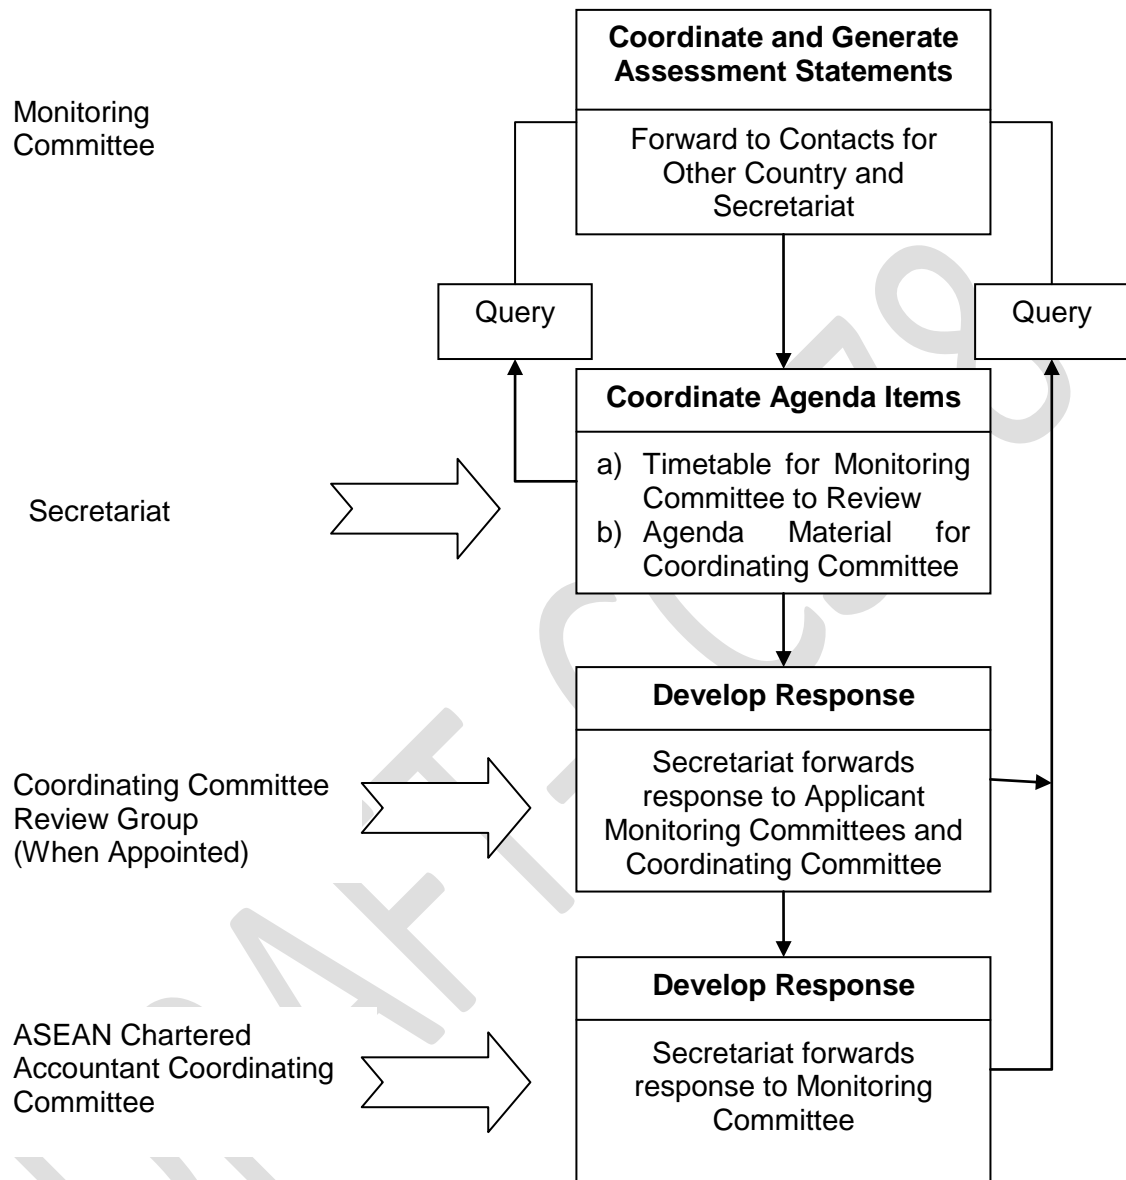 Coordinate and Generate
Assessment Statements
Monitoring
Committee
Forward to Contacts for
Other Country and
Secretariat
Query
Query
Coordinate Agenda Items
a) Timetable for Monitoring
Committee to Review
b) Agenda Material for
Coordinating Committee
Secretariat
Develop Response
Secretariat forwards
response to Applicant
Monitoring Committees and
Coordinating Committee
Coordinating Committee
Review Group
(When Appointed)
Develop Response
Secretariat forwards
response to Monitoring
Committee
ASEAN Chartered
Accountant Coordinating
Committee